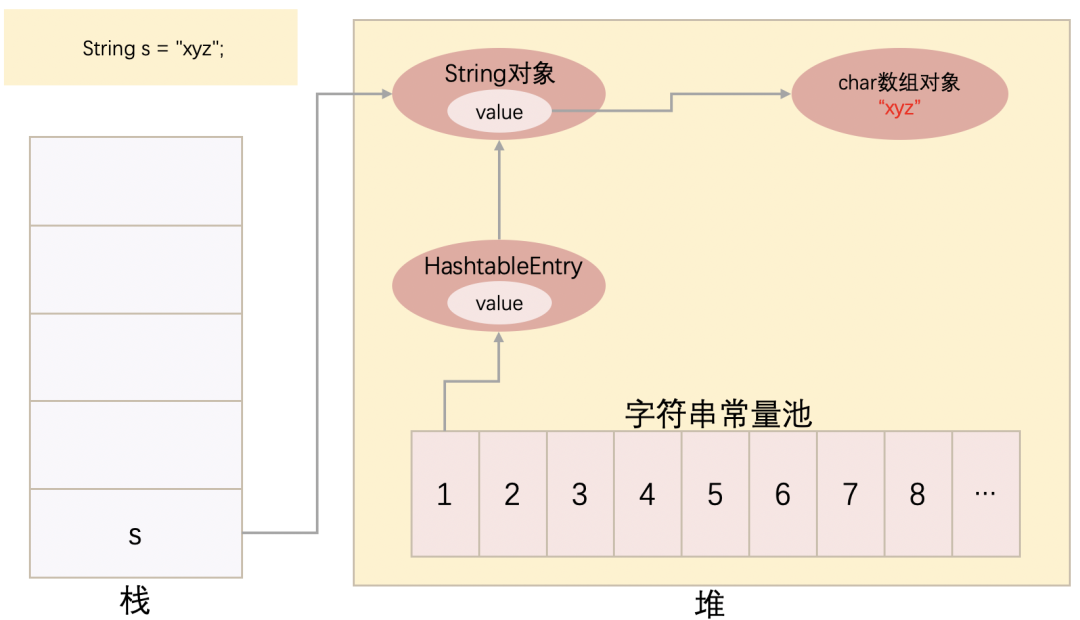 String s = "xyz";
String对象
value
char数组对象
“xyz”
HashtableEntry
value
字符串常量池
1 2 3 4 5 6 7 8 ...
s
栈
堆